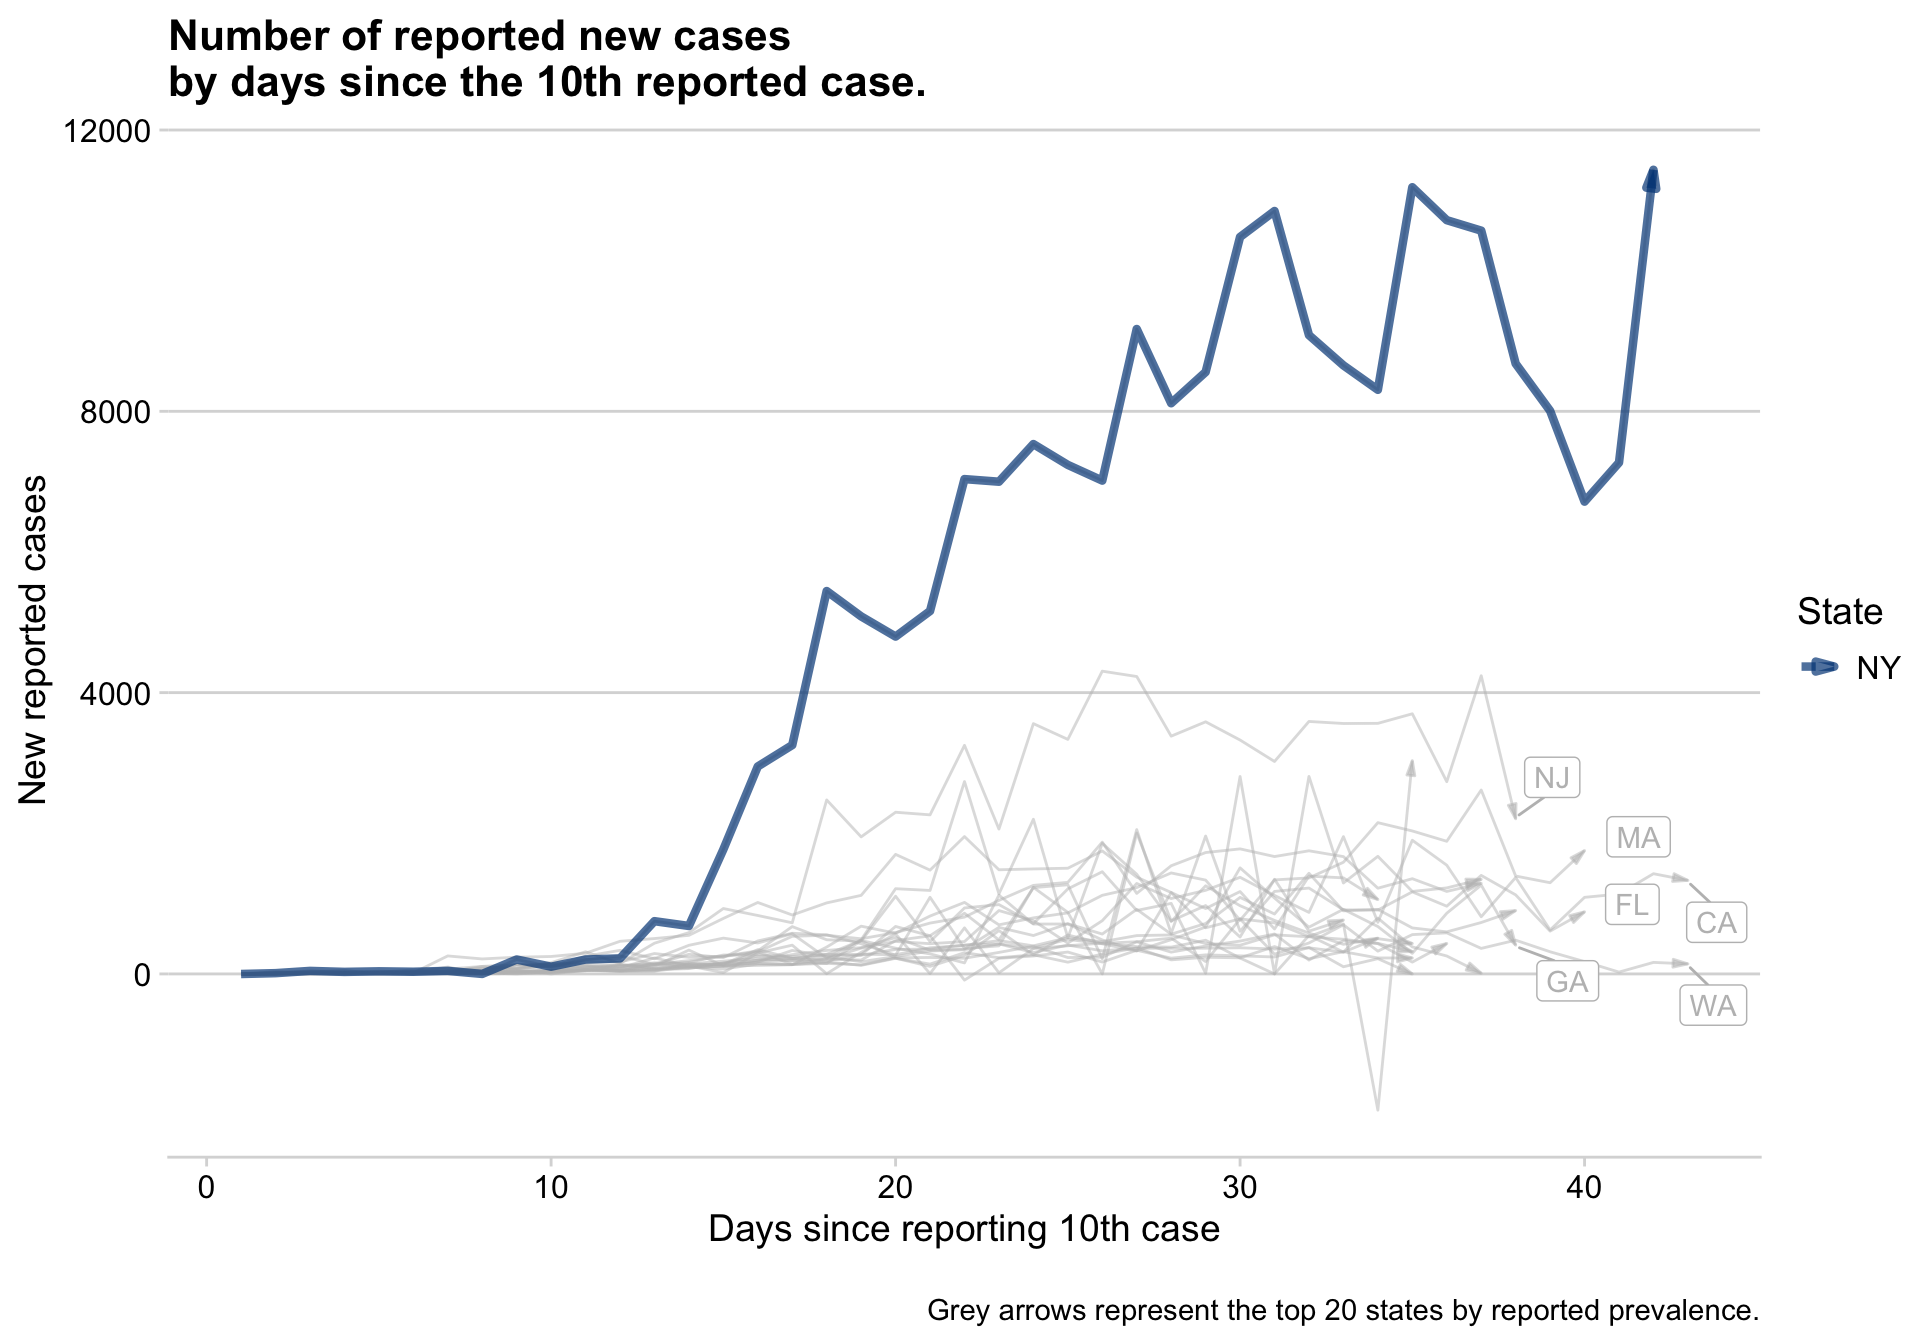 Number of reported new cases
by days since the 10th reported case.
12000
8000
4000
0
New reported cases
NJ
MA
FL
CA
GA
WA
State
NY
0 10 20 30 40
Days since reporting 10th case
Grey arrows represent the top 20 states by reported prevalence.